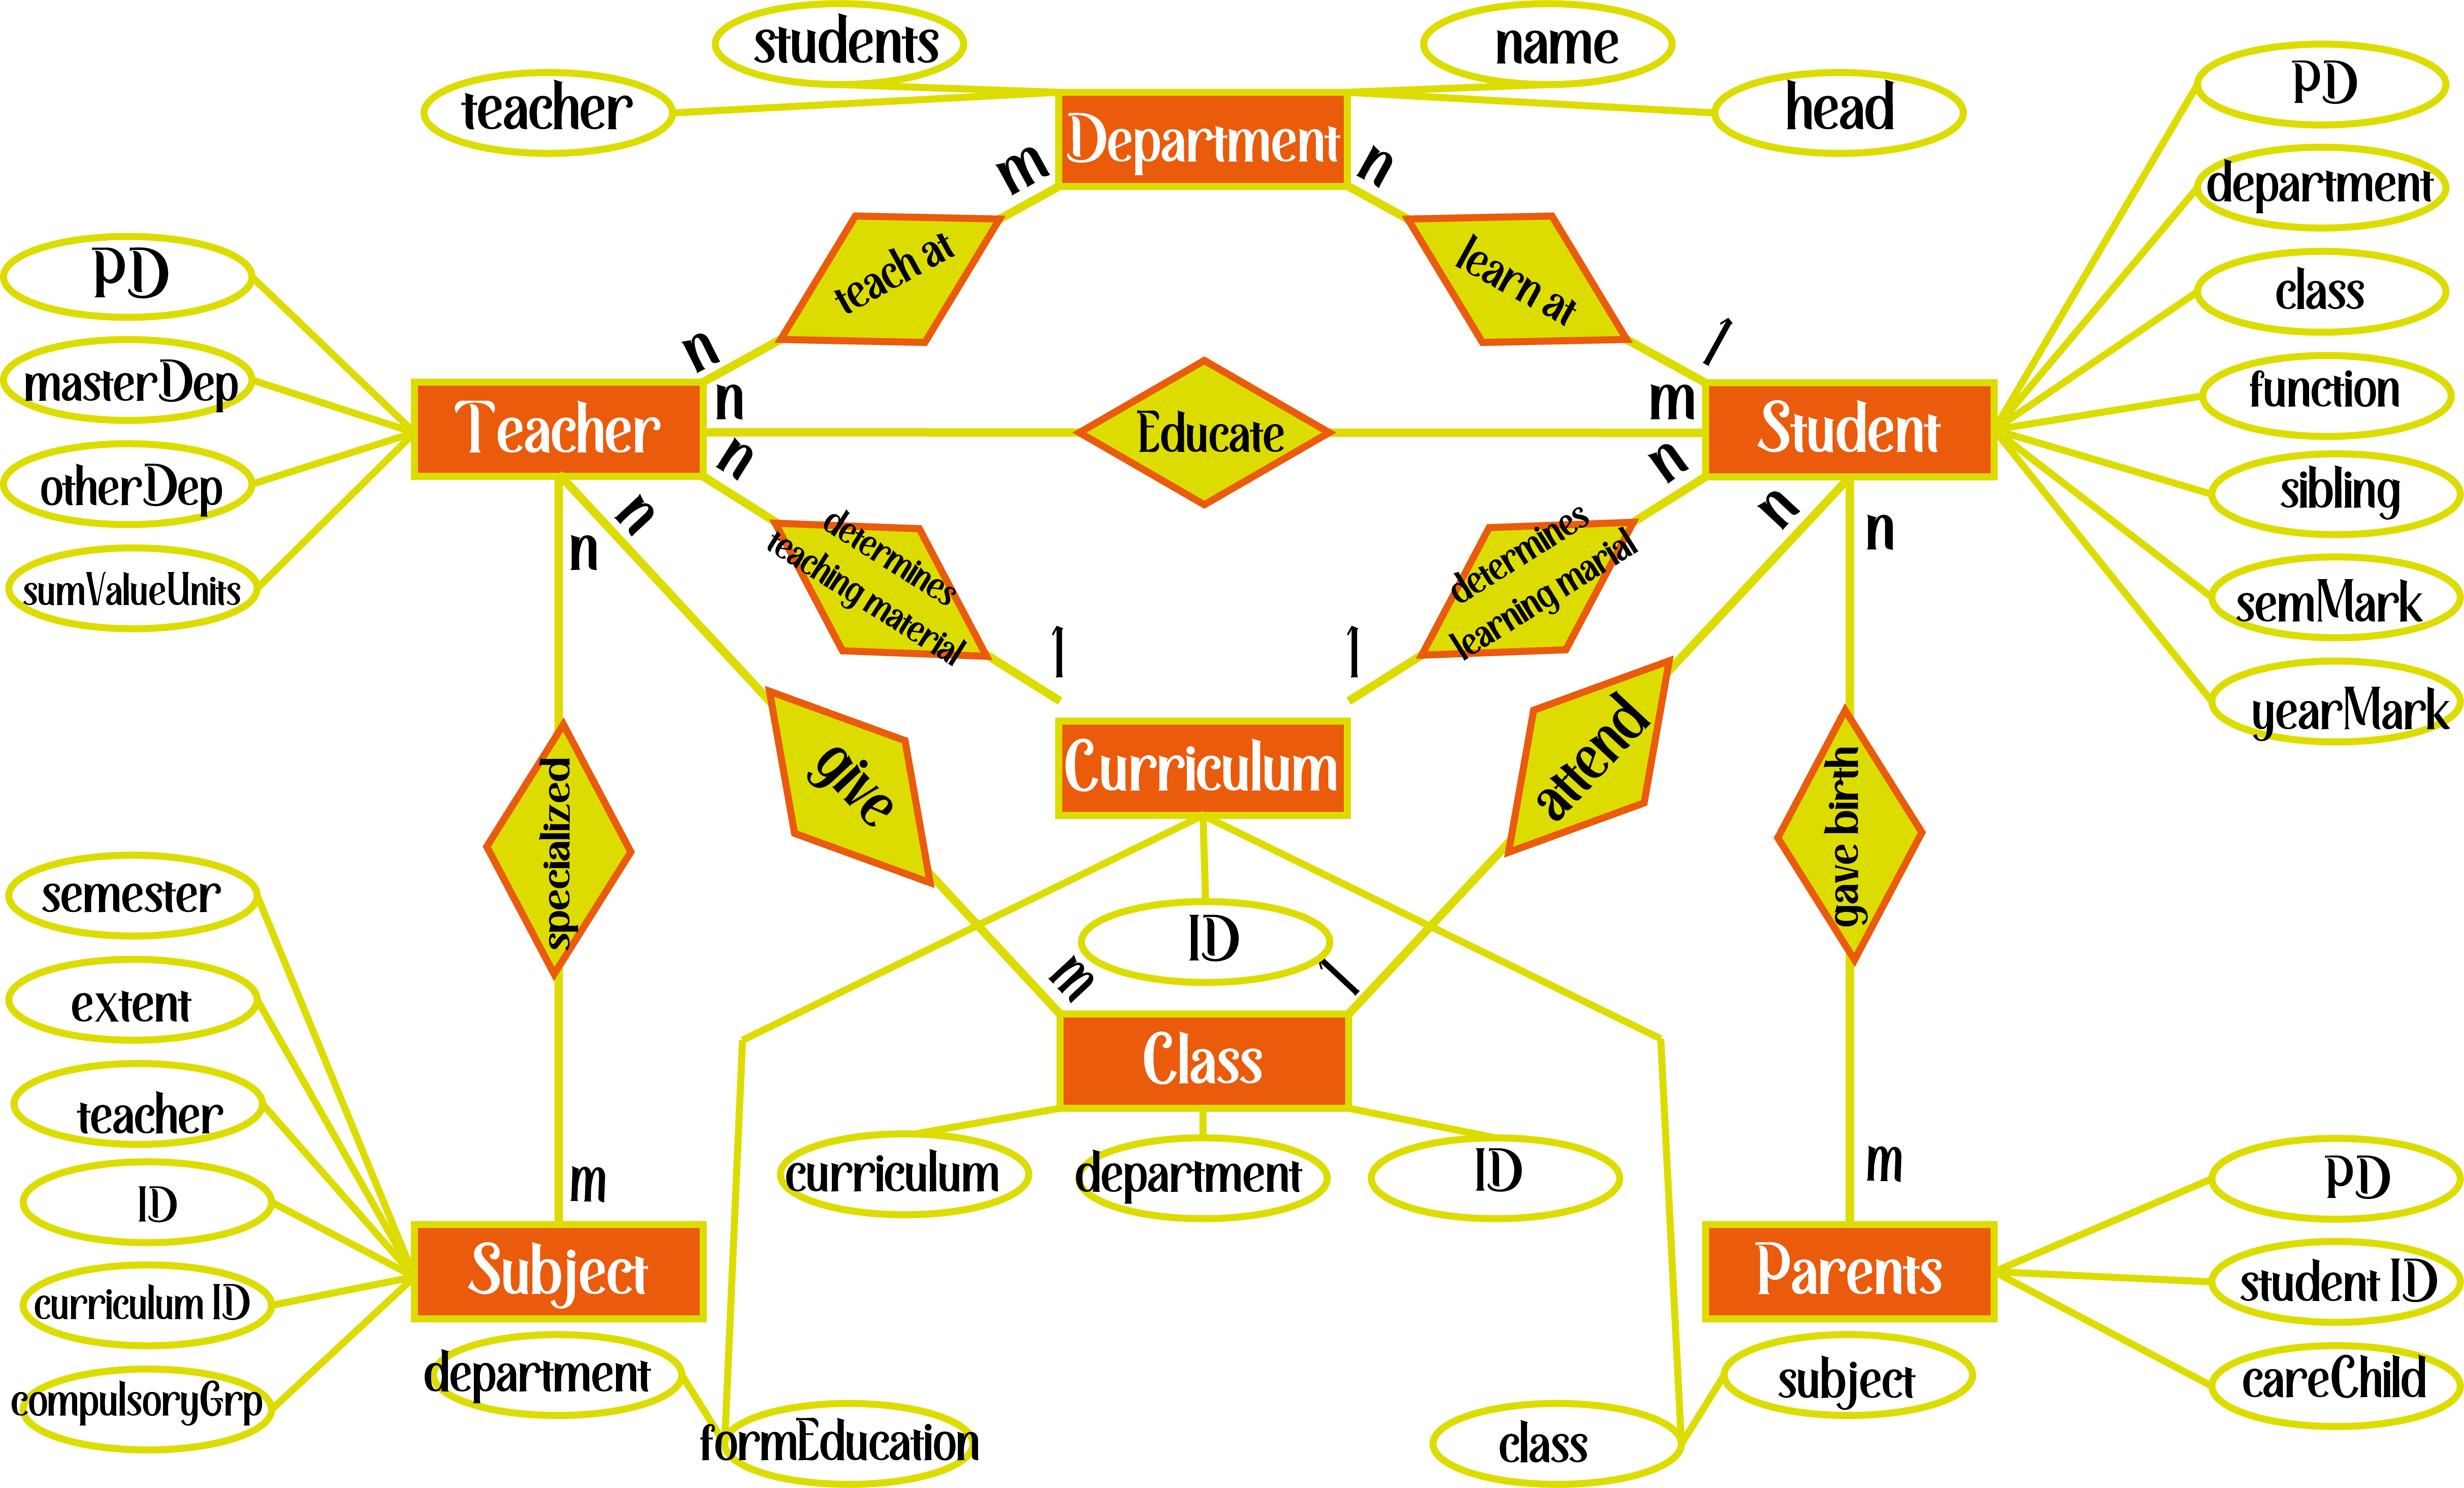 students
name
teacher
head
Department
PD
department
class
function
sibling
semMark
yearMark
m
n
teach at
learn at
PD
masterDep
otherDep
sumValueUnits
n
1
Teacher
n
Educate
m
Student
n
n
n
n
n
n
determines
teaching material
determines
learning marial
1
1
Curriculum
specialized
give
attend
gave birth
ID
m
1
Class
curriculum
department
ID
semester
extent
teacher
ID
curriculum ID
compulsoryGrp
m
m
Subject
Parents
PD
student ID
careChild
department
formEducation
subject
class